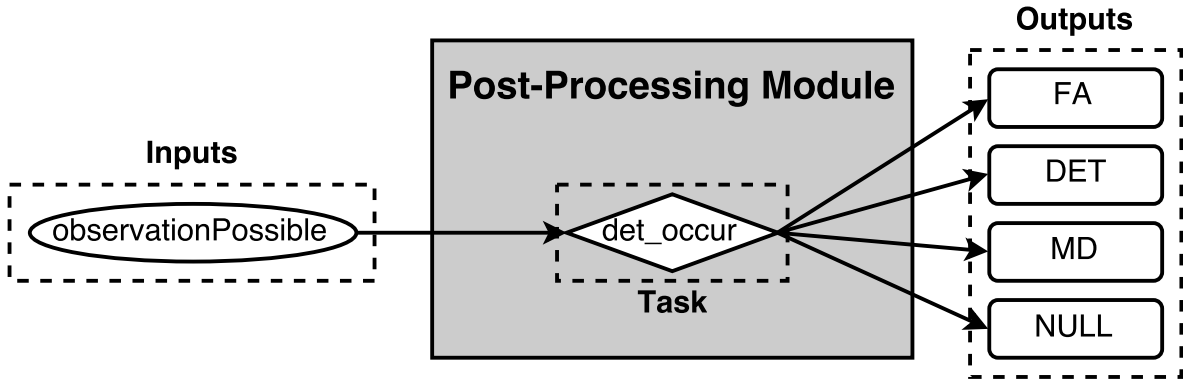 Outputs
Post-Processing Module
FA
Inputs
DET
observationPossible
det_occur
MD
Task
NULL